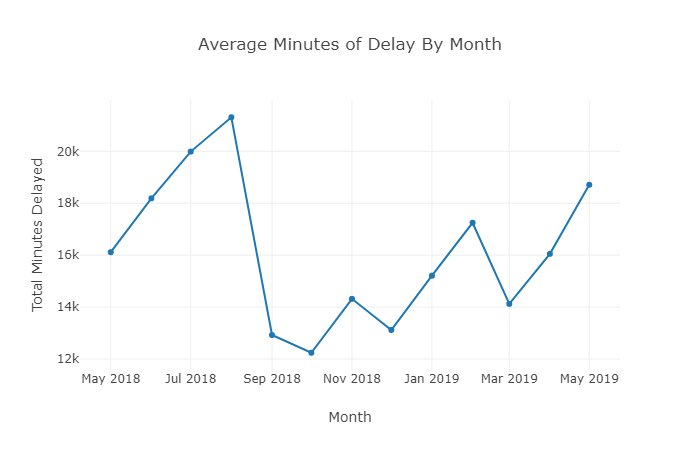 Average Minutes of Delay By Month
Total Minutes Delayed
20k
18k
16k
14k
12k
May 2018 Jul 2018 Sep 2018 Nov 2018 Jan 2019 Mar 2019 May 2019
Month